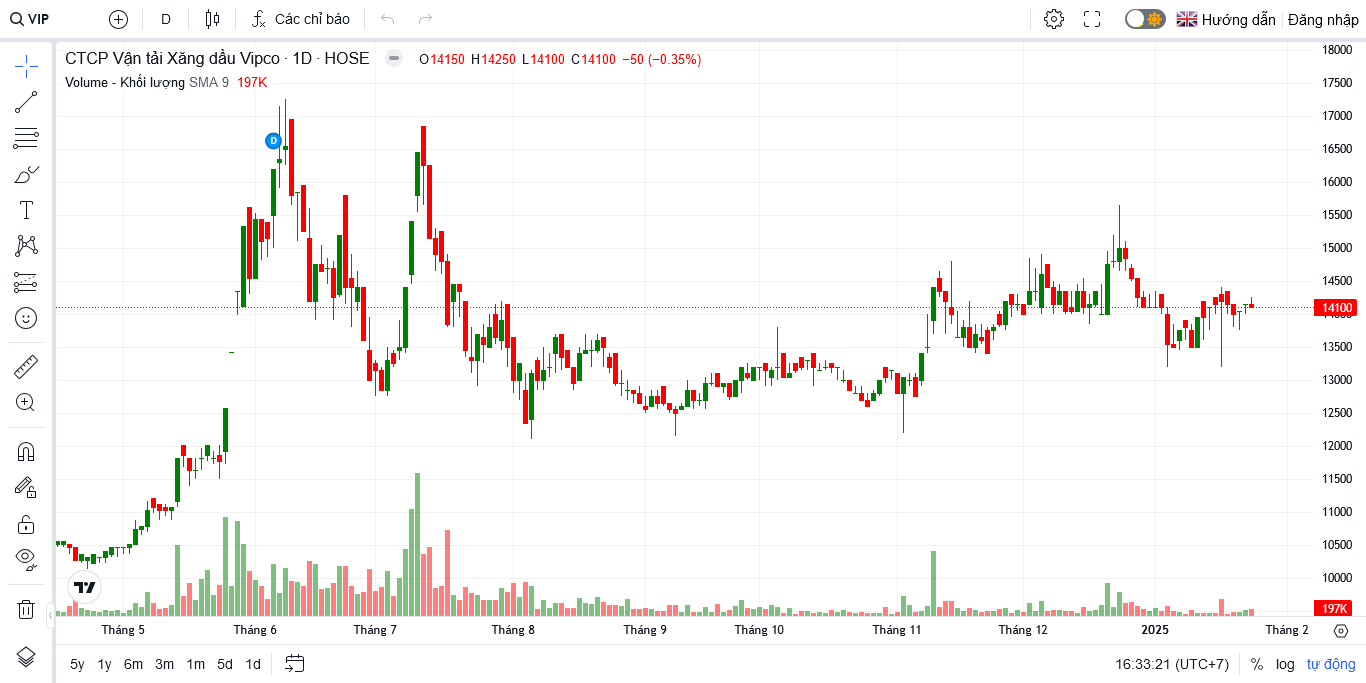 VIP D Các chỉ báo Hướng dẫn Đăng nhập
CTCP Vận tải Xăng dầu Vipco · 1D · HOSE O14150 H14250 L14100 C14100 −50 (−0.35%)
Volume - Khối lượng SMA 9 197K
D
18000
17500
17000
16500
16000
15500
15000
14500
14100
14000
13500
13000
12500
12000
11500
11000
10500
10000
197K
Tháng 5 Tháng 6 Tháng 7 Tháng 8 Tháng 9 Tháng 10 Tháng 11 Tháng 12 2025 Tháng 2
5y 1y 6m 3m 1m 5d 1d 16:33:21 (UTC+7) % log tự động